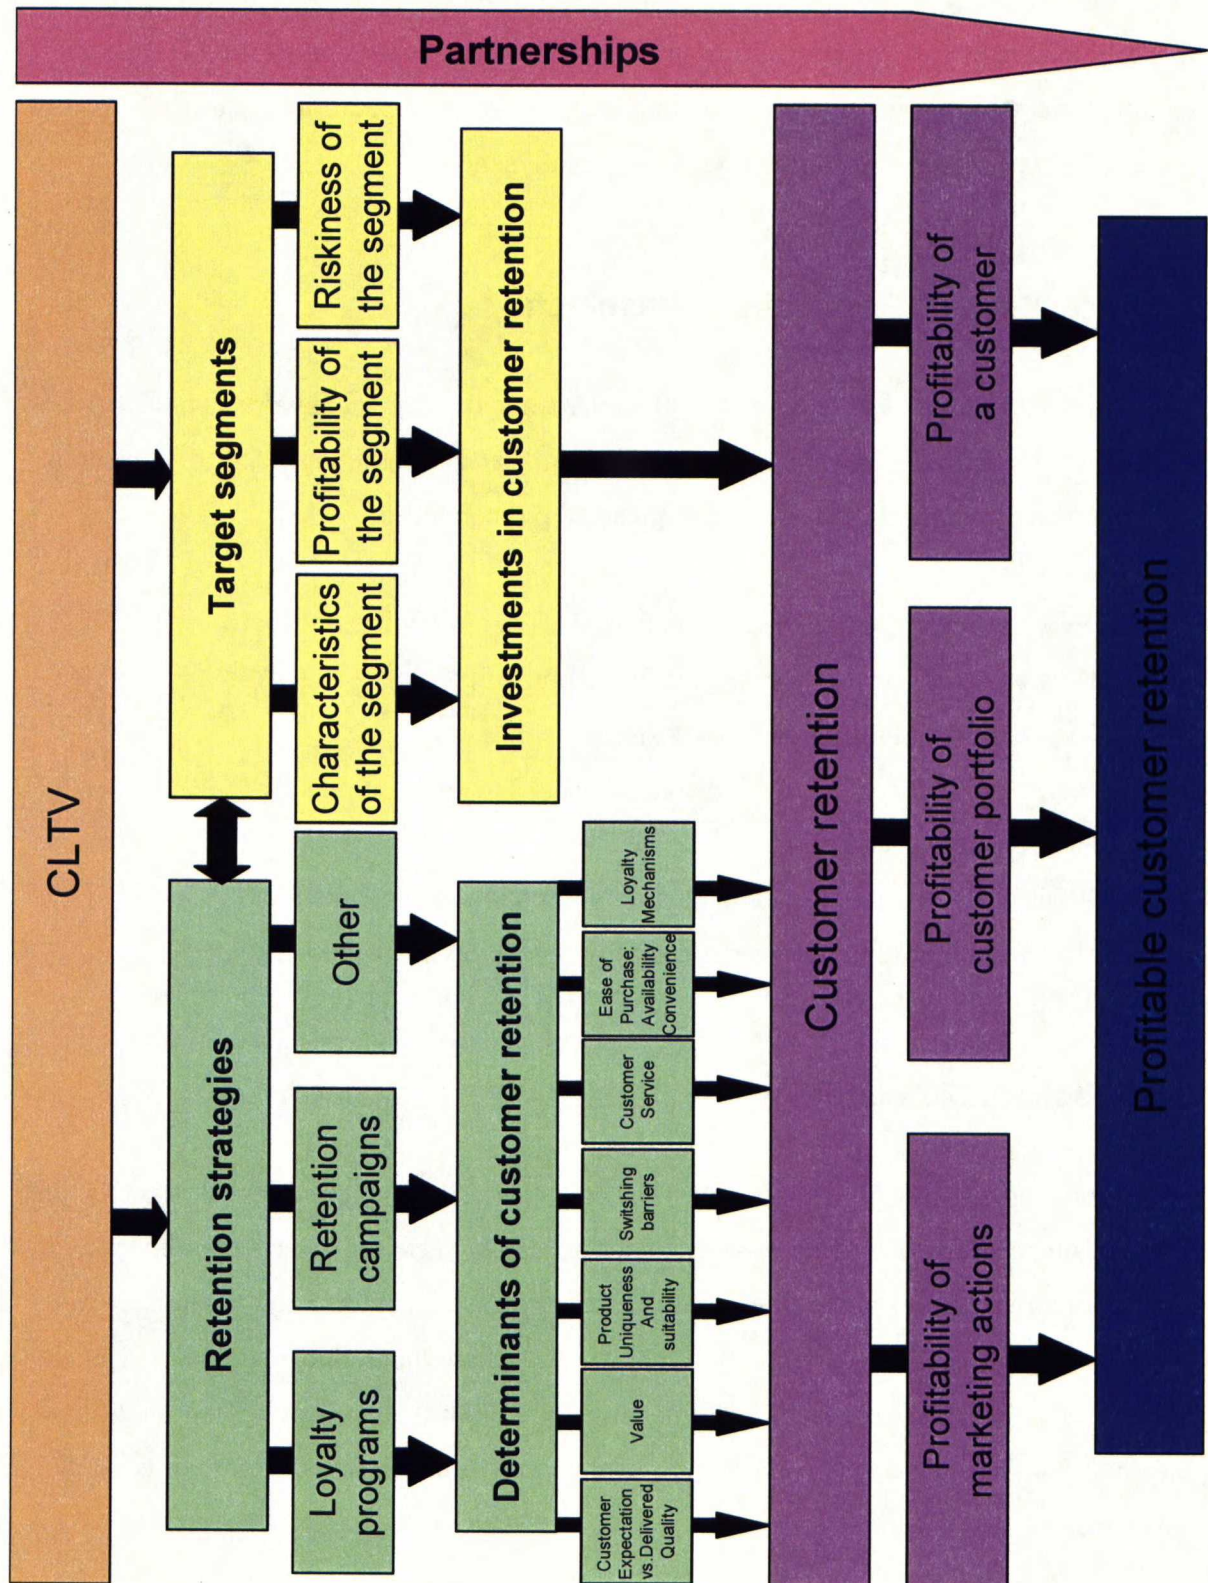 Partnerships
CLTV
Retention strategies
Target segments
Loyalty
programs
Retention
campaigns
Other
Characteristics
of the segment
Profitability of
the segment
Riskiness of
the segment
Determinants of customer retention
Investments in customer retention
Customer
Expectation
vs.Delivered
Quality
Value
Product
Uniqueness
And
suitability
Switshing
barriers
Customer
Service
Ease of
Purchase:
Availability
Convenience
Loyalty
Mechanisms
Customer retention
Profitability of
marketing actions
Profitability of
customer portfolio
Profitability of
a customer
Profitable customer retention